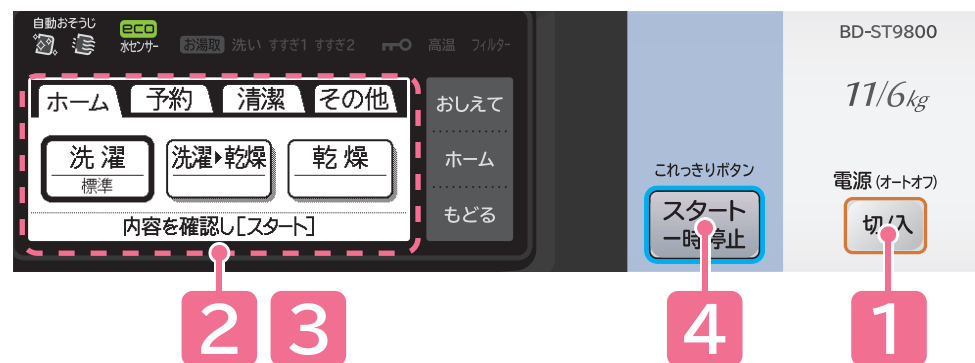 自動おそうじ
eco
水センサー
お湯取 洗い すすぎ1 すすぎ2 高温 フィルター
ホーム 予約 清潔 その他
洗濯 洗濯▶乾燥 乾燥
標準
内容を確認し[スタート]
おしえて
ホーム
もどる
これっきりボタン
スタート
一時停止
BD-ST9800
11/6kg
電源(オートオフ)
切/入
2 3 4 1